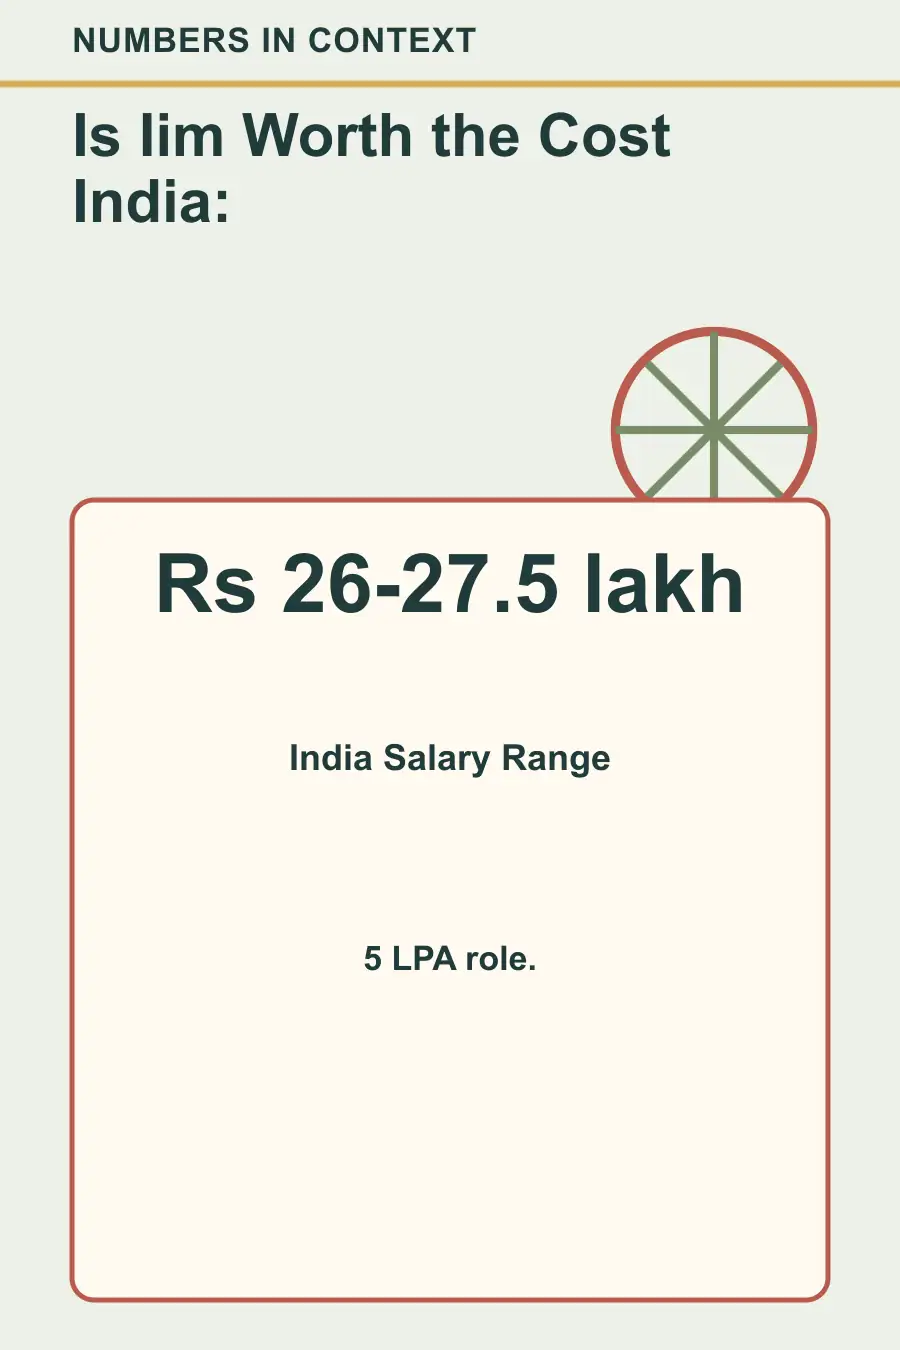 NUMBERS IN CONTEXT
Is Iim Worth the Cost
India:
Rs 26-27.5 lakh
India Salary Range
5 LPA role.